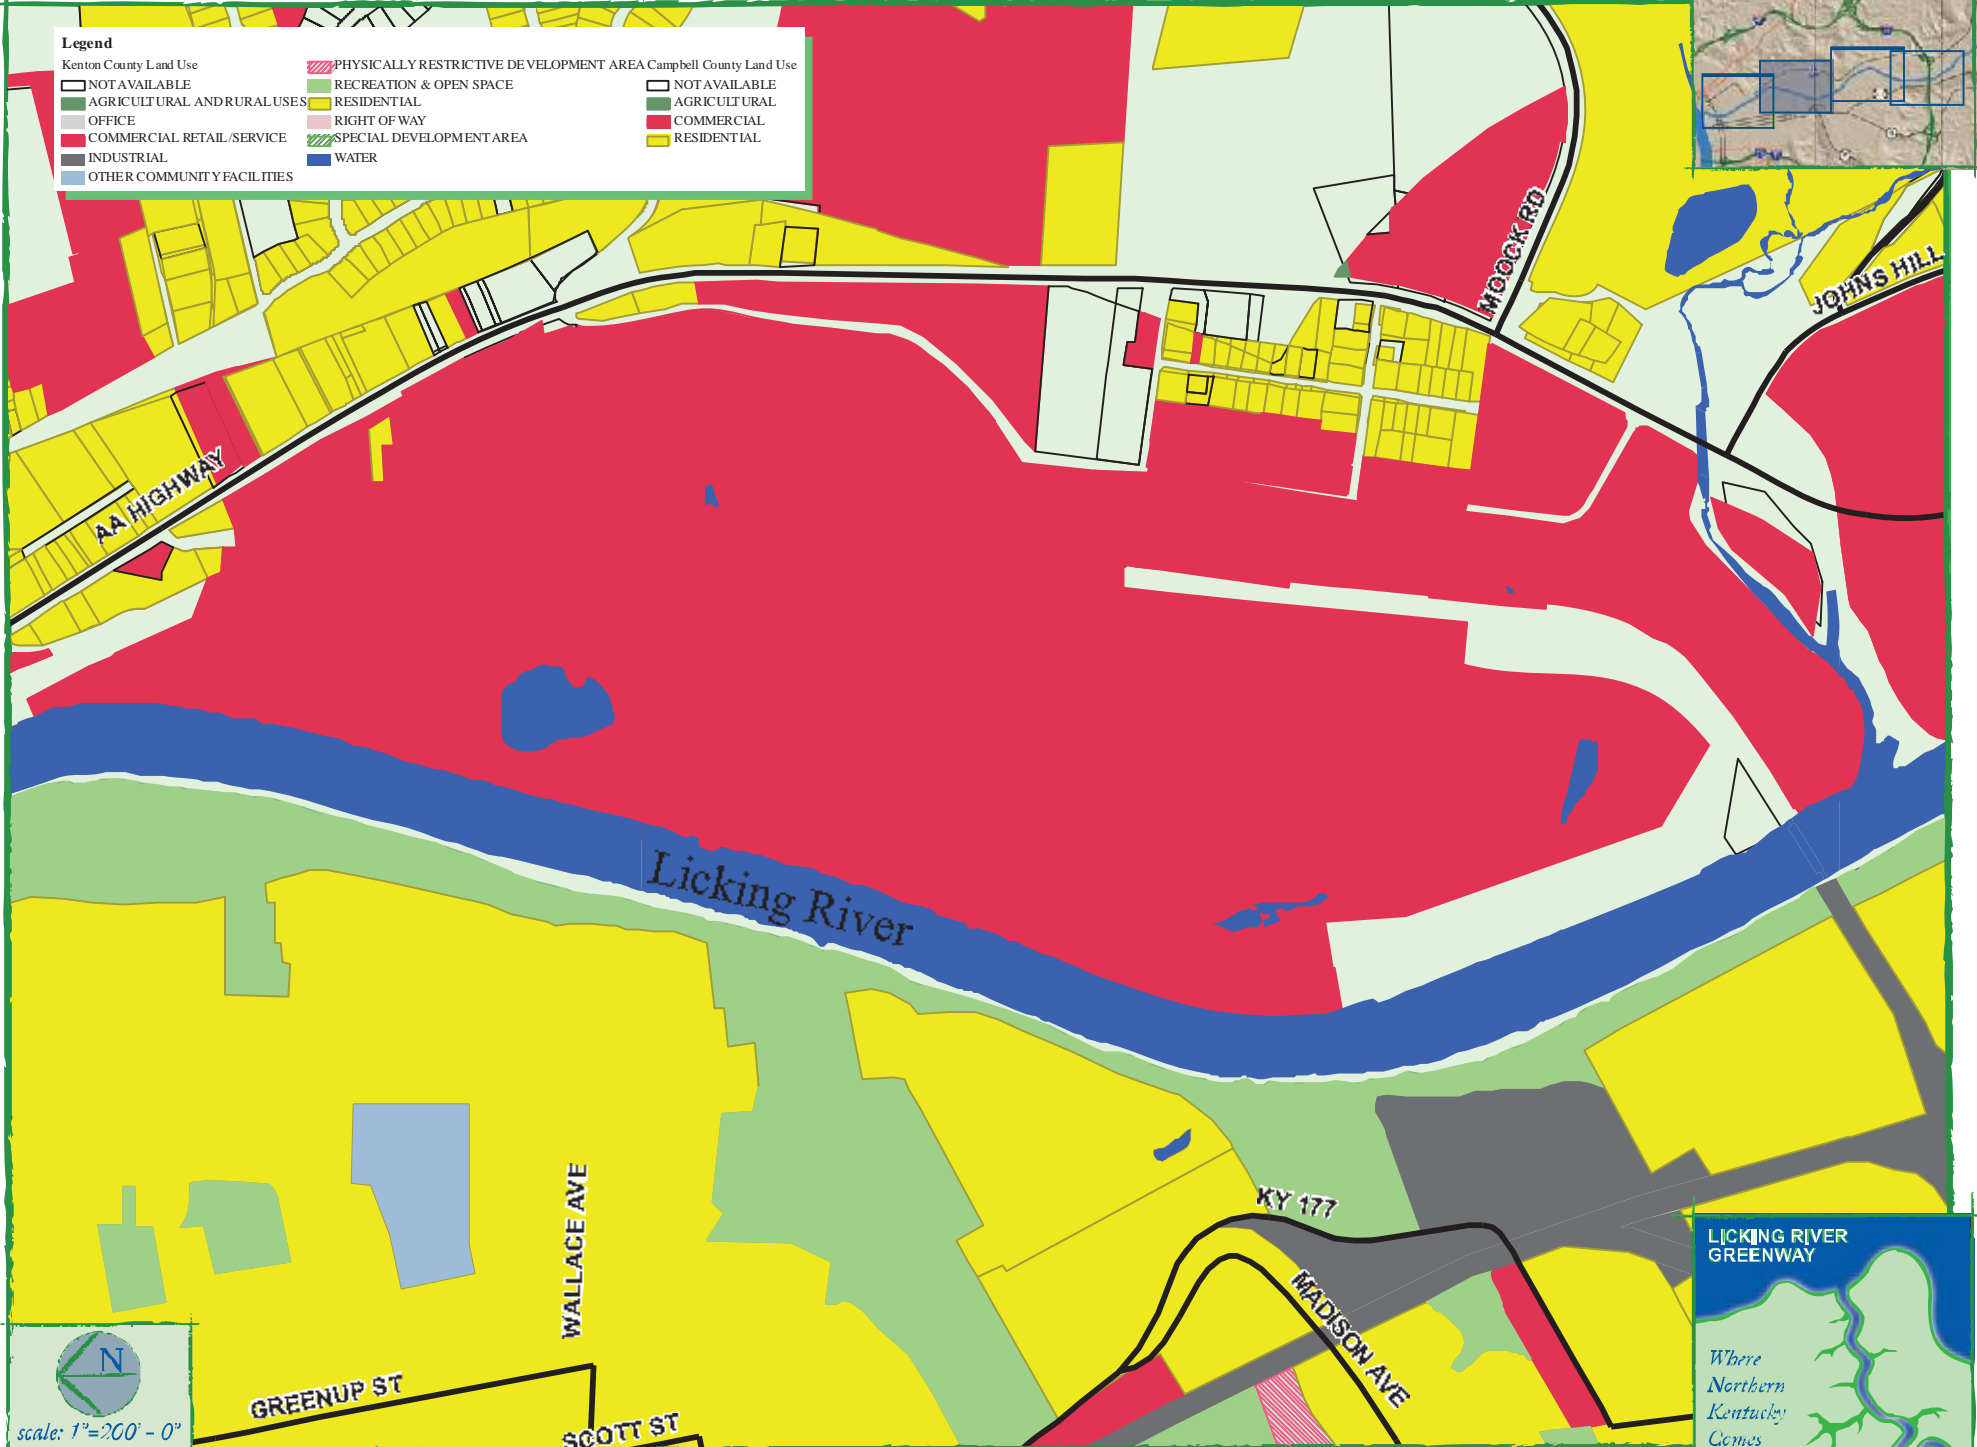 Legend
Kenton County Land Use
NOT AVAILABLE
AGRICULTURAL AND RURAL USES
OFFICE
COMMERCIAL RETAIL/SERVICE
INDUSTRIAL
OTHER COMMUNITY FACILITIES
PHYSICALLY RESTRICTIVE DEVELOPMENT AREA
RECREATION & OPEN SPACE
RESIDENTIAL
RIGHT OF WAY
SPECIAL DEVELOPMENT AREA
WATER
Campbell County Land Use
NOT AVAILABLE
AGRICULTURAL
COMMERCIAL
RESIDENTIAL
MOOCK RD
JOHNS HILL
AA HIGHWAY
Licking River
WALLACE AVE
KY 177
MADISON AVE
GREENUP ST
SCOTT ST
N
scale: 1"=200' - 0"
LICKING RIVER
GREENWAY
Where
Northern
Kentucky
Comes